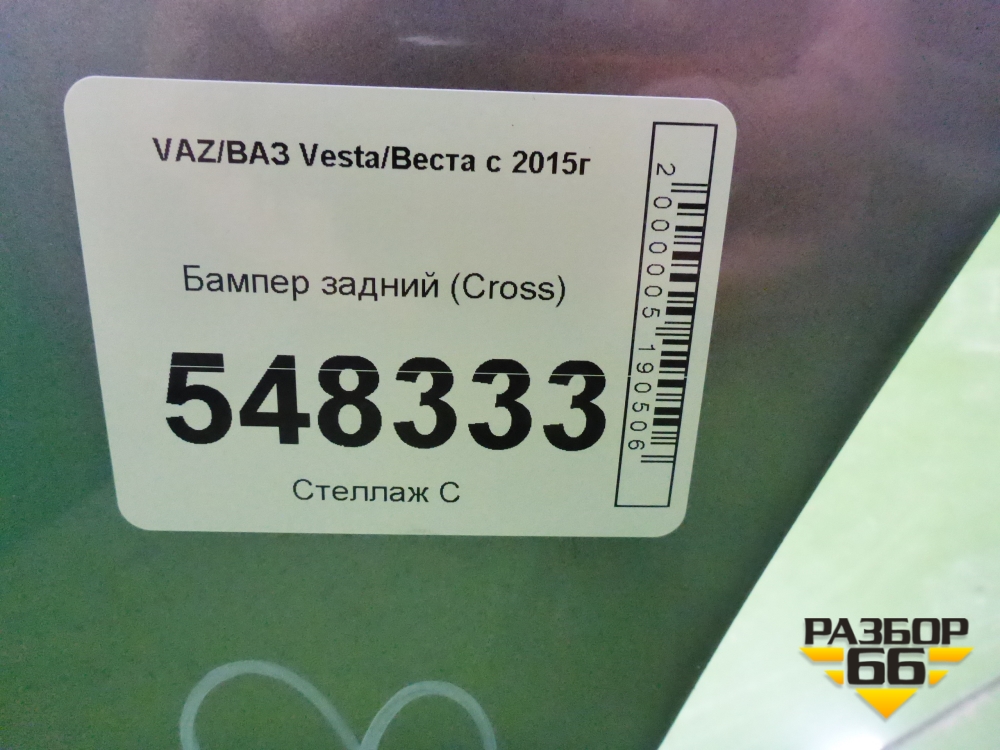 VAZ/ВАЗ Vesta/Веста с 2015г
Бампер задний (Cross)
548333
Стеллаж С
2000005190506
РАЗБОР
66